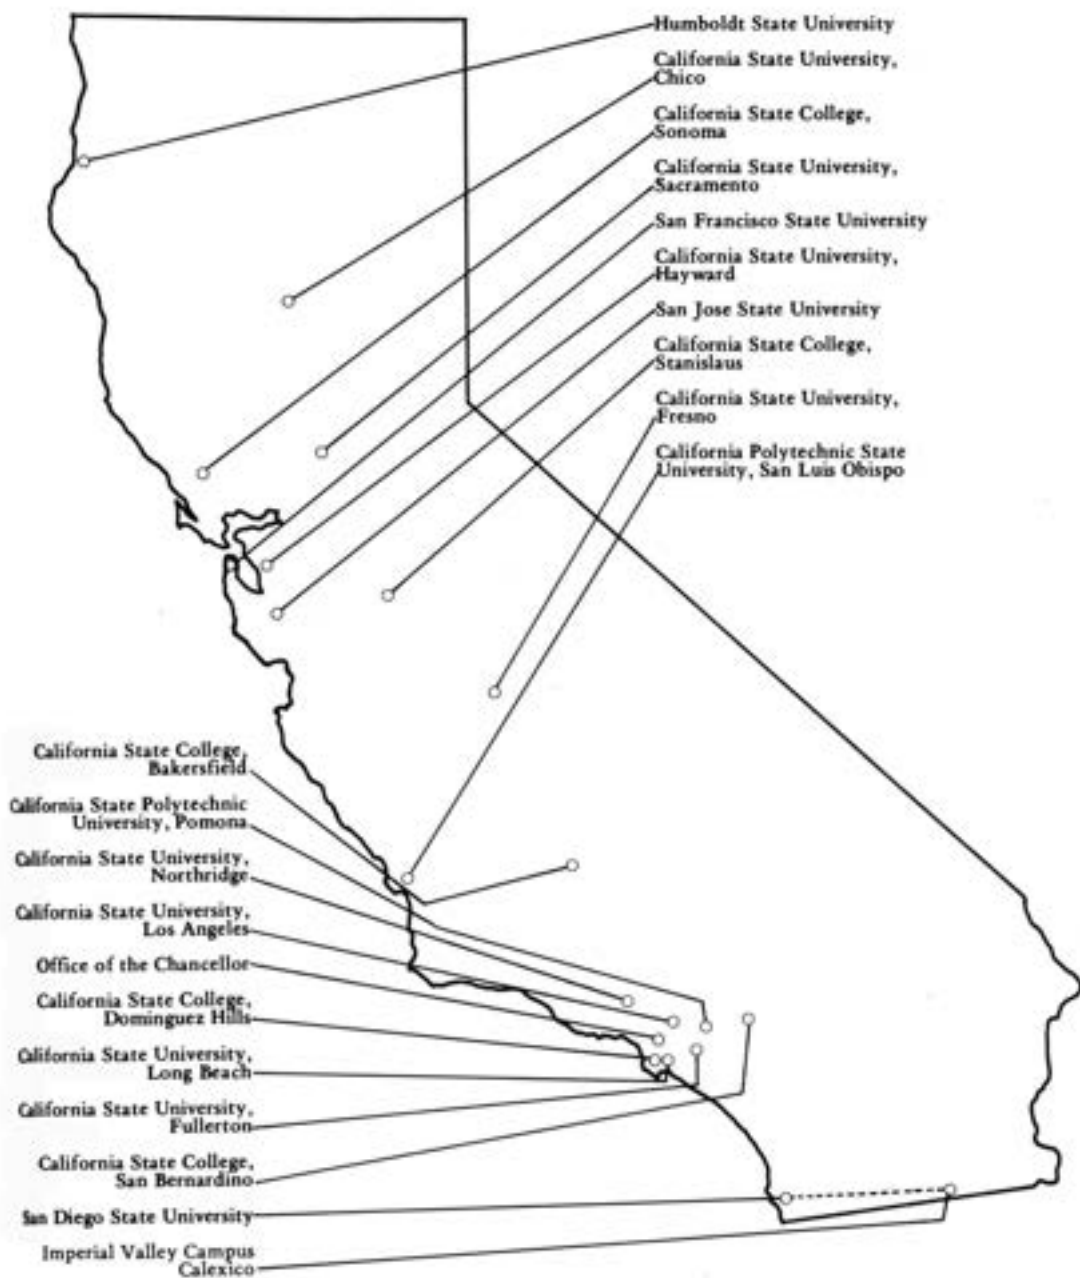 Humboldt State University
California State University,
Chico
California State College,
Sonoma
California State University,
Sacramento
San Francisco State University
California State University,
Hayward
San Jose State University
California State College,
Stanislaus
California State University,
Fresno
California Polytechnic State
University, San Luis Obispo
California State College,
Bakersfield
California State Polytechnic
University, Pomona
California State University,
Northridge
California State University,
Los Angeles
Office of the Chancellor
California State College,
Dominguez Hills
California State University,
Long Beach
California State University,
Fullerton
California State College,
San Bernardino
San Diego State University
Imperial Valley Campus
Calexico